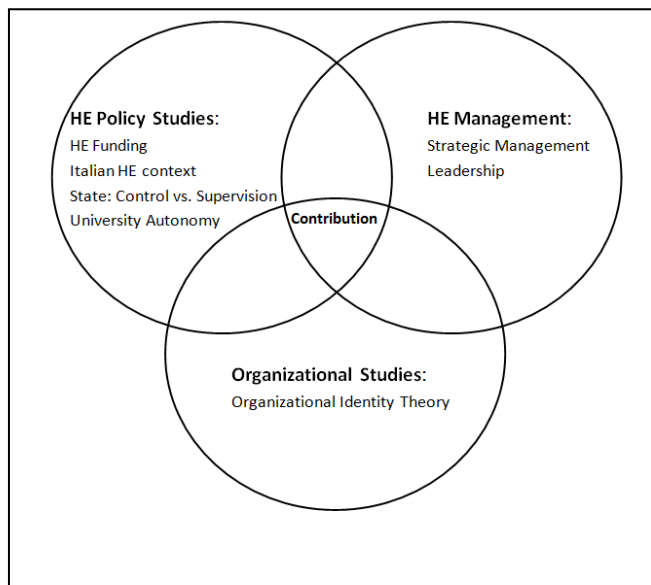 HE Policy Studies:
HE Funding
Italian HE context
State: Control vs. Supervision
University Autonomy
HE Management:
Strategic Management
Leadership
Contribution
Organizational Studies:
Organizational Identity Theory